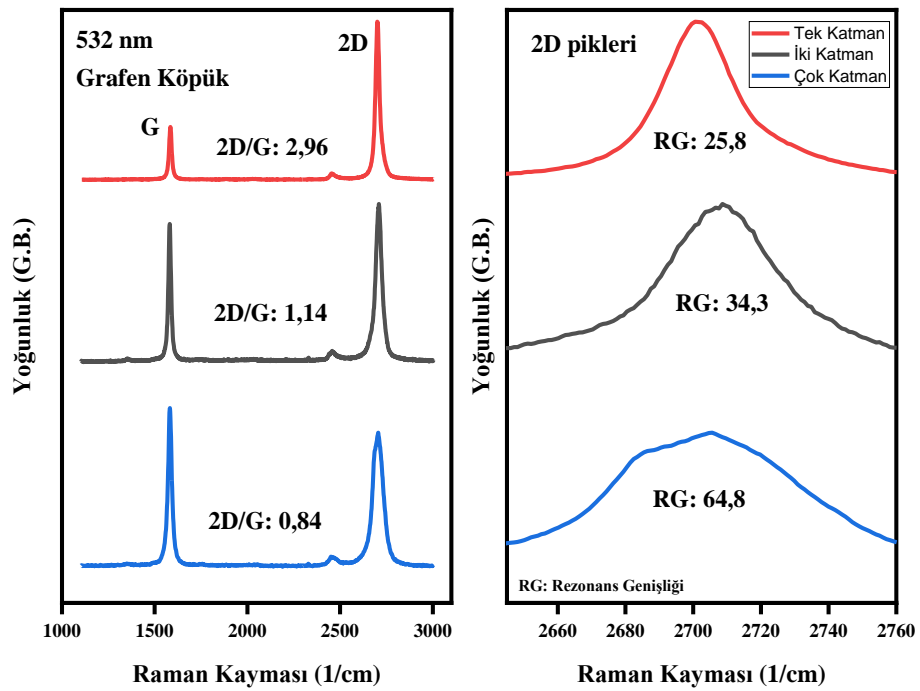 532 nm
Grafen Köpük
G
2D
2D/G: 2,96
2D/G: 1,14
2D/G: 0,84
Yoğunluk (G.B.)
1000 1500 2000 2500 3000
Raman Kayması (1/cm)
2D pikleri
Tek Katman
İki Katman
Çok Katman
RG: 25,8
RG: 34,3
RG: 64,8
RG: Rezonans Genişliği
Yoğunluk (G.B.)
2660 2680 2700 2720 2740 2760
Raman Kayması (1/cm)